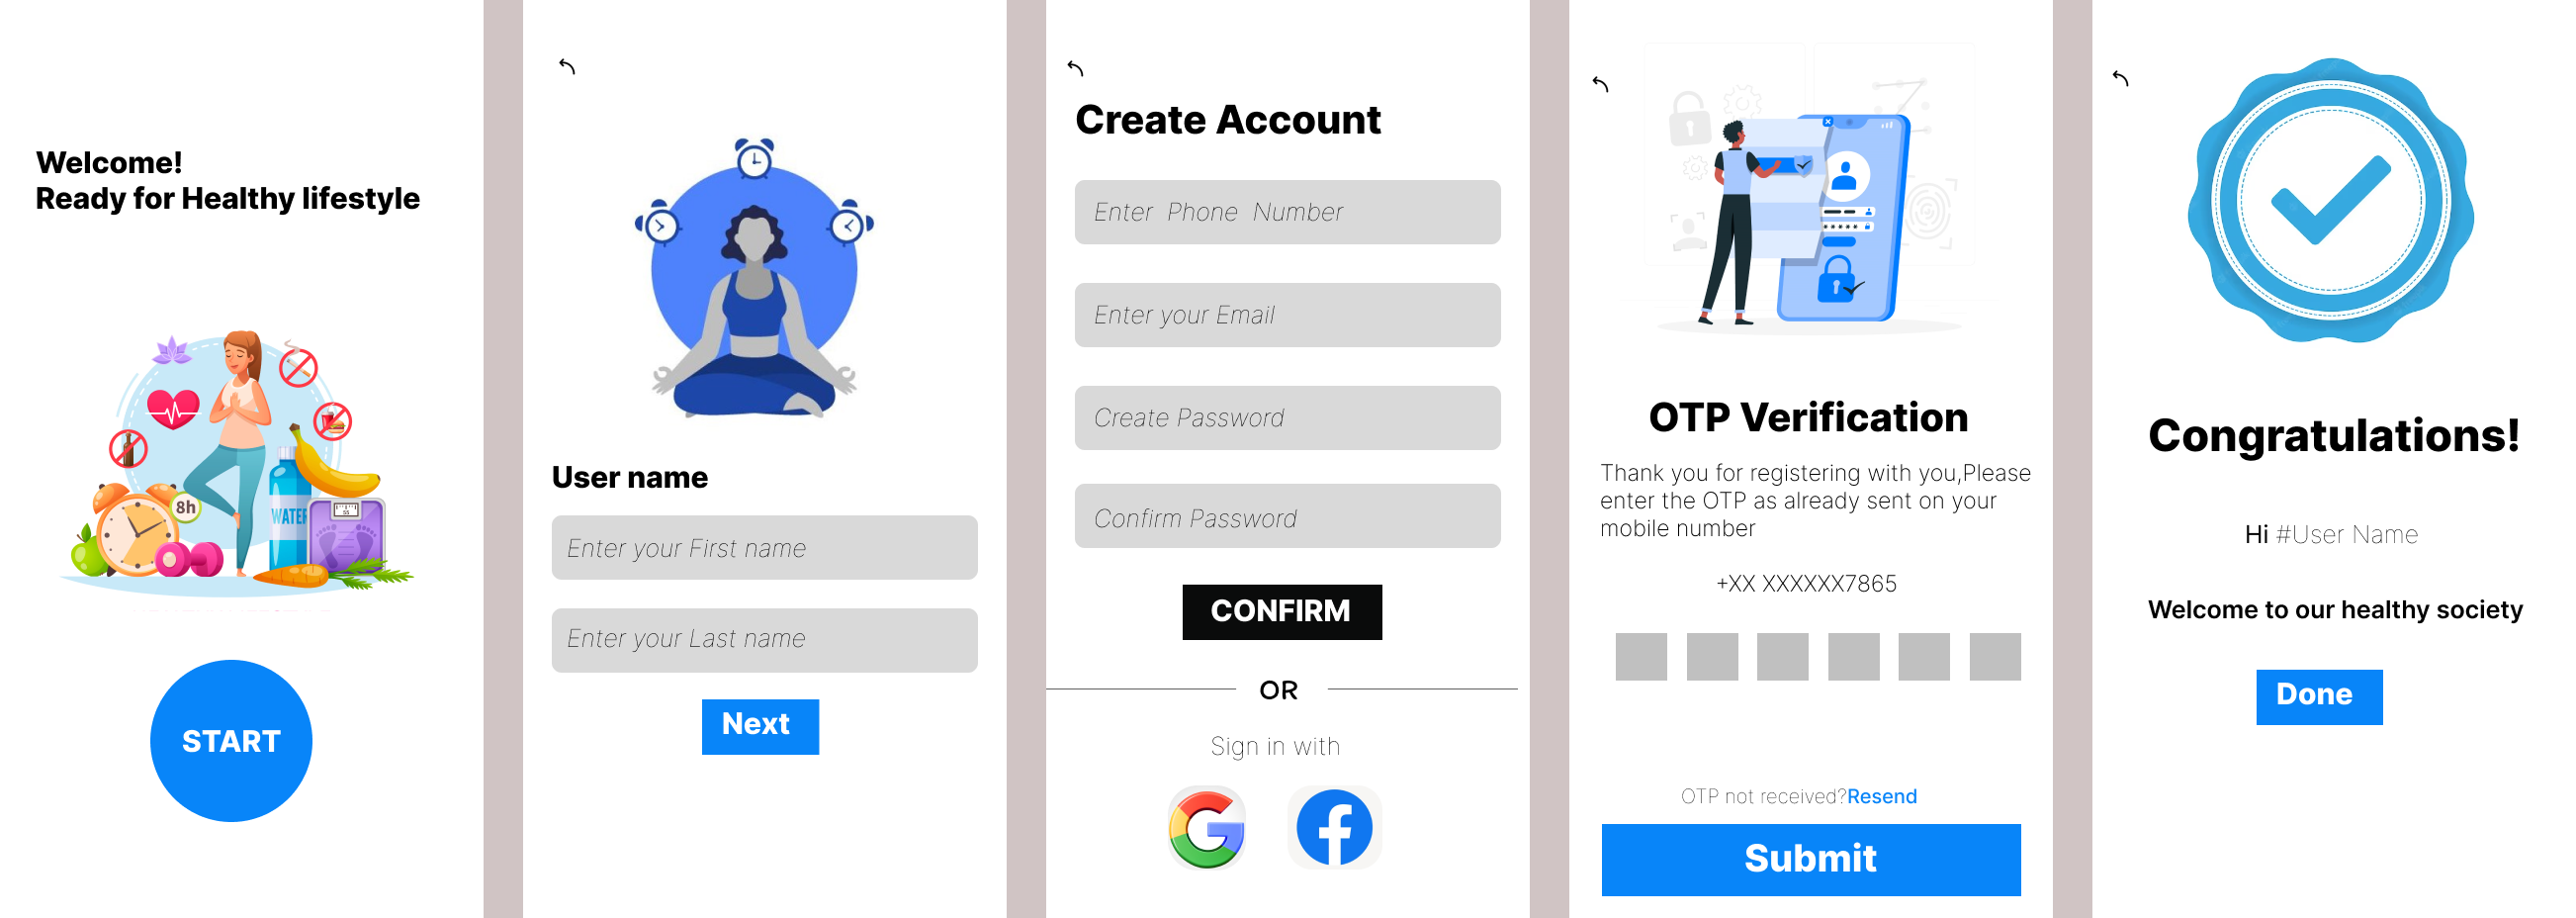 Welcome!
Ready for Healthy lifestyle
8h
WATER
START
User name
Enter your First name
Enter your Last name
Next
Create Account
Enter Phone Number
Enter your Email
Create Password
Confirm Password
CONFIRM
OR
Sign in with
OTP Verification
Thank you for registering with you,Please
enter the OTP as already sent on your
mobile number
+XX XXXXXX7865
OTP not received?Resend
Submit
Congratulations!
Hi #User Name
Welcome to our healthy society
Done